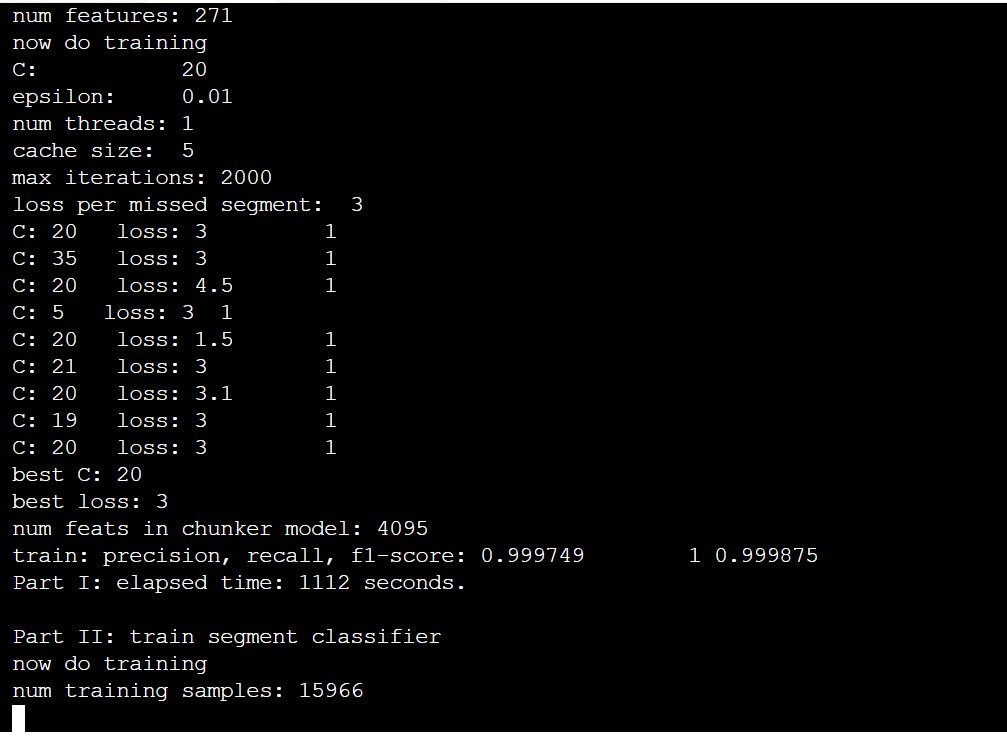 num features: 271
now do training
C:           20
epsilon:     0.01
num threads: 1
cache size:  5
max iterations: 2000
loss per missed segment:  3
C: 20   loss: 3         1
C: 35   loss: 3         1
C: 20   loss: 4.5       1
C: 5   loss: 3  1
C: 20   loss: 1.5       1
C: 21   loss: 3         1
C: 20   loss: 3.1       1
C: 19   loss: 3         1
C: 20   loss: 3         1
best C: 20
best loss: 3
num feats in chunker model: 4095
train: precision, recall, f1-score: 0.999749        1 0.999875
Part I: elapsed time: 1112 seconds.

Part II: train segment classifier
now do training
num training samples: 15966